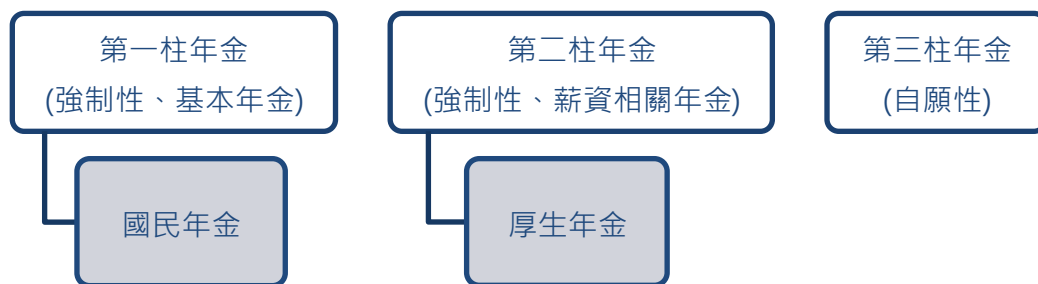 第一柱年金
(強制性、基本年金)
國民年金
第二柱年金
(強制性、薪資相關年金)
厚生年金
第三柱年金
(自願性)